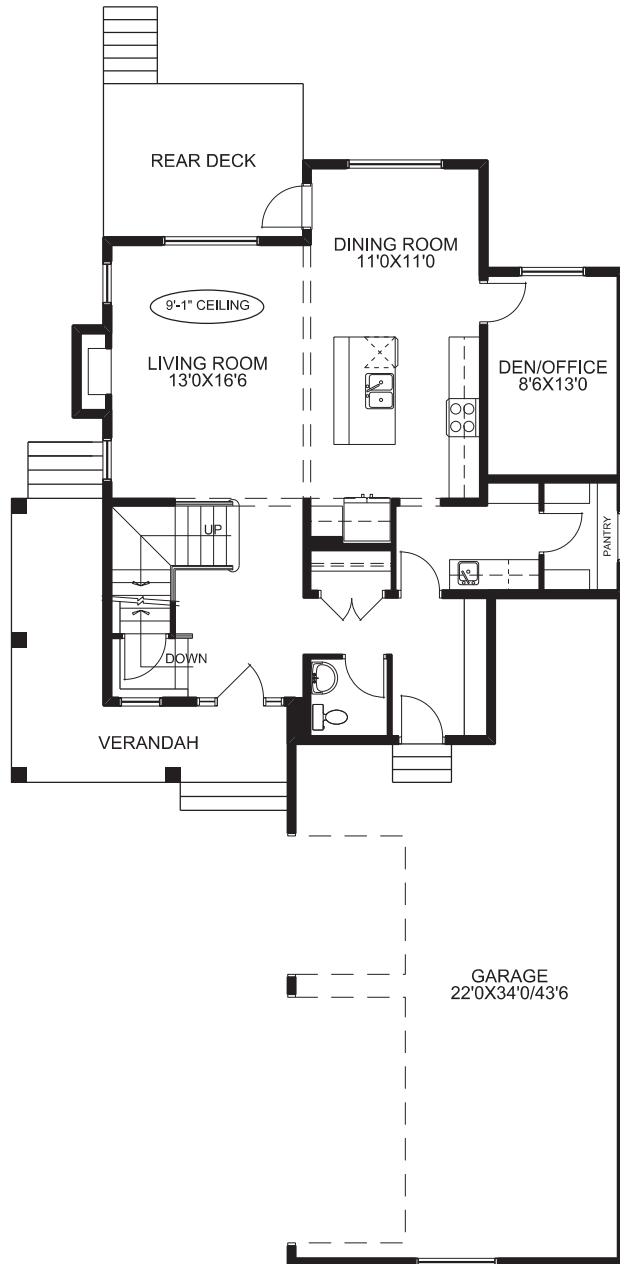 REAR DECK
DINING ROOM
11'0X11'0
9'-1" CEILING
LIVING ROOM
13'0X16'6
DEN/OFFICE
8'6X13'0
UP
PANTRY
DOWN
VERANDAH
GARAGE
22'0X34'0/43'6